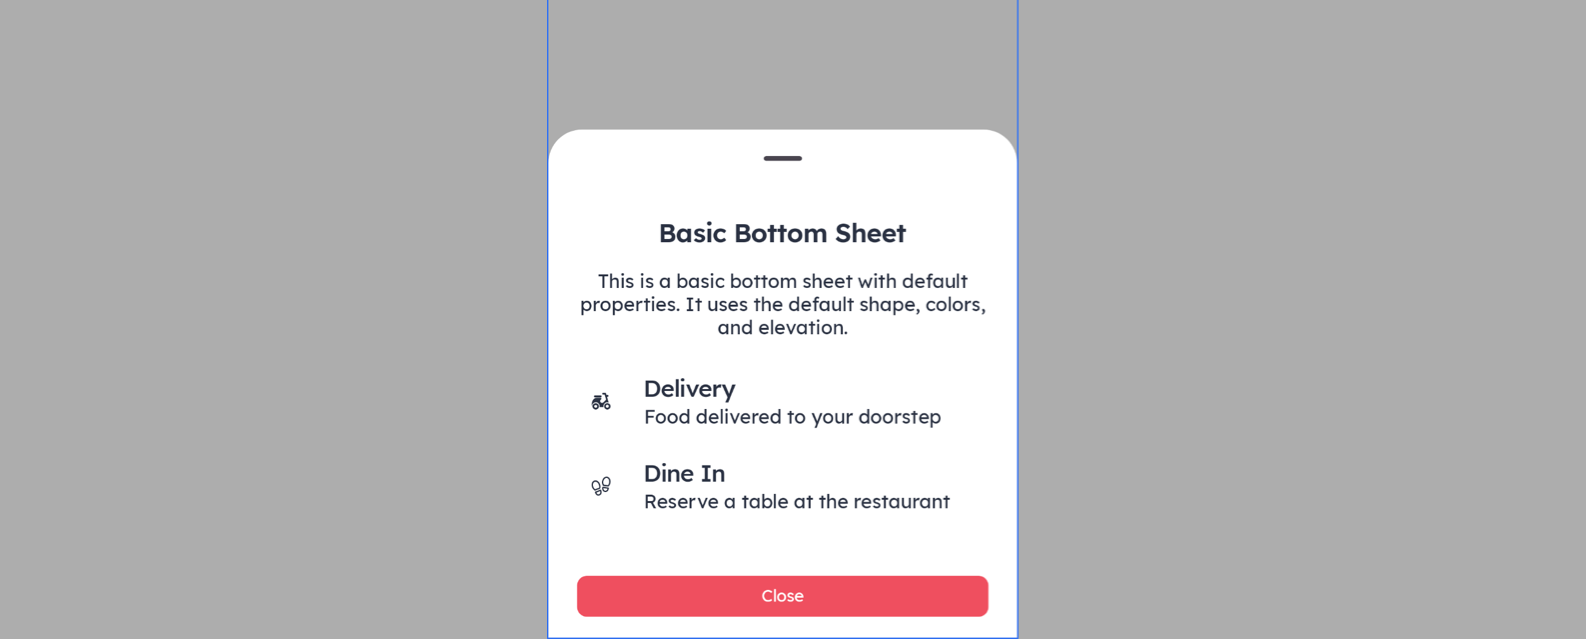 Basic Bottom Sheet
This is a basic bottom sheet with default
properties. It uses the default shape, colors,
and elevation.
Delivery
Food delivered to your doorstep
Dine In
Reserve a table at the restaurant
Close